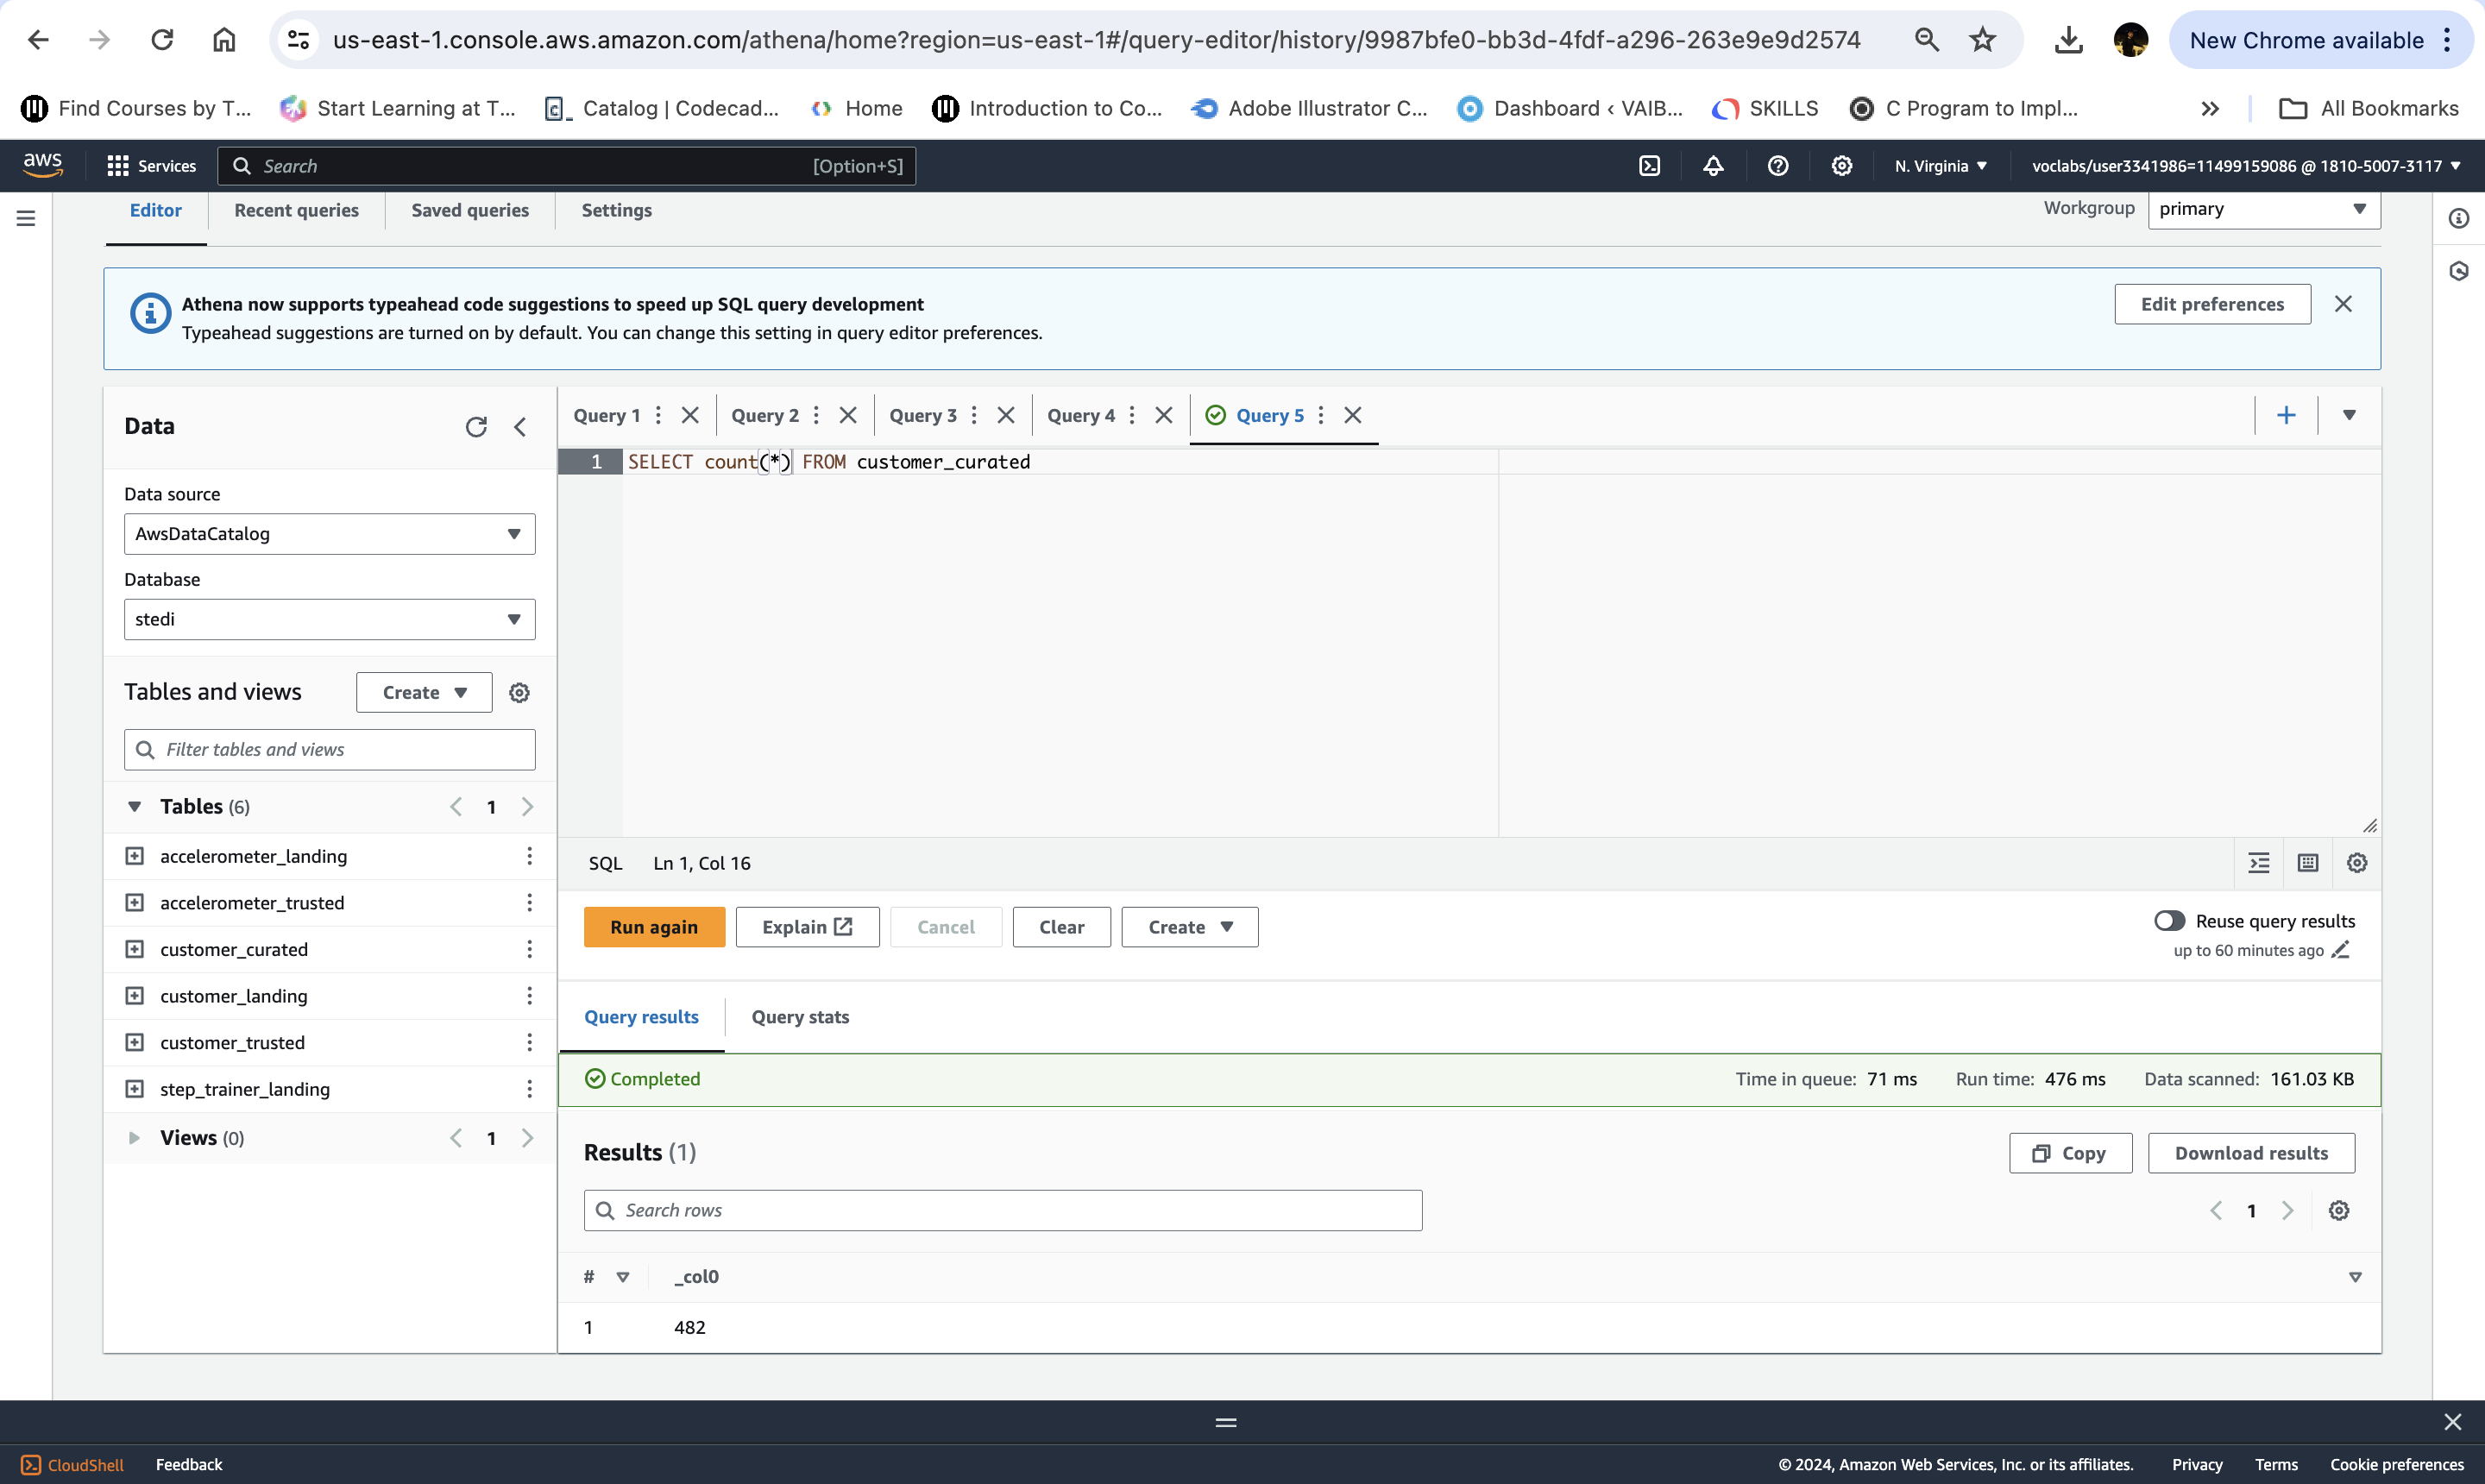 us-east-1.console.aws.amazon.com/athena/home?region=us-east-1#/query-editor/history/9987bfe0-bb3d-4fdf-a296-263e9e9d2574
New Chrome available
Find Courses by T...
Start Learning at T...
Catalog | Codecad...
Home
Introduction to Co...
Adobe Illustrator C...
Dashboard ‹ VAIB...
SKILLS
C Program to Impl...
All Bookmarks
aws
Services
Search
[Option+S]
N. Virginia
voclabs/user3341986=11499159086 @ 1810-5007-3117
Editor
Recent queries
Saved queries
Settings
Workgroup
primary
Athena now supports typeahead code suggestions to speed up SQL query development
Typeahead suggestions are turned on by default. You can change this setting in query editor preferences.
Edit preferences
Data
Data source
AwsDataCatalog
Database
stedi
Tables and views
Create
Filter tables and views
Tables (6)
1
accelerometer_landing
accelerometer_trusted
customer_curated
customer_landing
customer_trusted
step_trainer_landing
Views (0)
1
Query 1
Query 2
Query 3
Query 4
Query 5
1
SELECT count(*) FROM customer_curated
SQL
Ln 1, Col 16
Run again
Explain
Cancel
Clear
Create
Reuse query results
up to 60 minutes ago
Query results
Query stats
Completed
Time in queue: 71 ms
Run time: 476 ms
Data scanned: 161.03 KB
Results (1)
Copy
Download results
Search rows
1
#
_col0
1
482
CloudShell
Feedback
© 2024, Amazon Web Services, Inc. or its affiliates.
Privacy
Terms
Cookie preferences